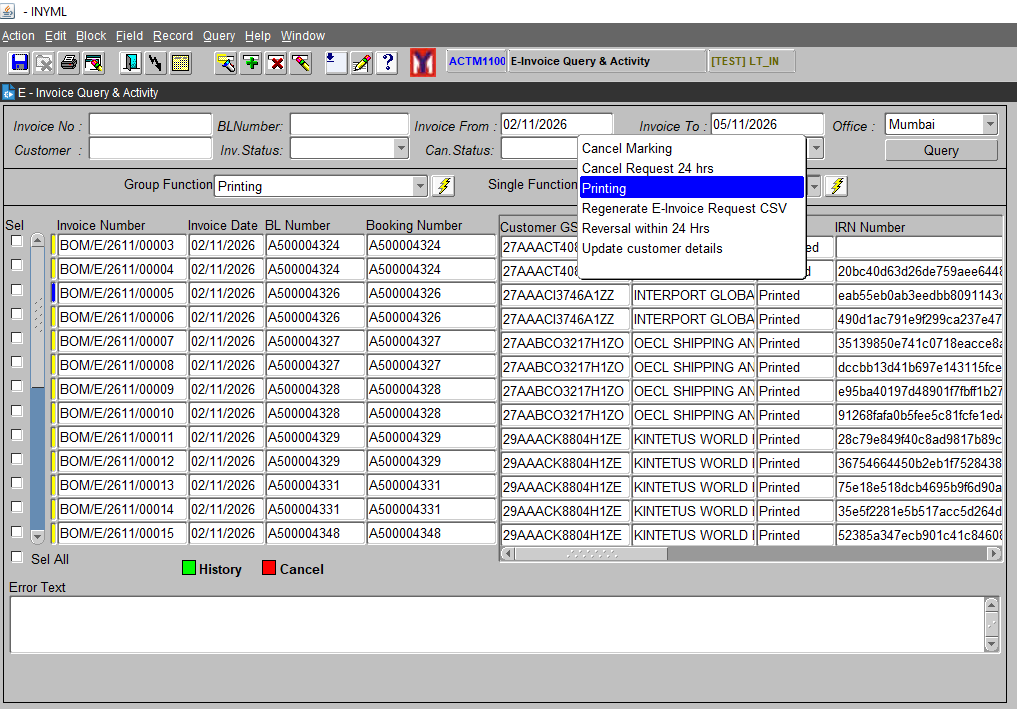 - INYML
Action Edit Block Field Record Query Help Window
ACTM1100 E-Invoice Query & Activity [TEST] LT_IN
E - Invoice Query & Activity
Invoice No : BLNumber: Invoice From : 02/11/2026 Invoice To : 05/11/2026 Office : Mumbai
Customer : Inv.Status: Can.Status: Query
Group Function Printing Single Function
Cancel Marking
Cancel Request 24 hrs
Printing
Regenerate E-Invoice Request CSV
Reversal within 24 Hrs
Update customer details
Sel Invoice Number Invoice Date BL Number Booking Number Customer GS IRN Number
BOM/E/2611/00003 02/11/2026 A500004324 A500004324 27AAACT408 ed
BOM/E/2611/00004 02/11/2026 A500004324 A500004324 27AAACT408 20bc40d63d26de759aee6448
BOM/E/2611/00005 02/11/2026 A500004326 A500004326 27AAACI3746A1ZZ INTERPORT GLOBA Printed eab55eb0ab3eedbb8091143c
BOM/E/2611/00006 02/11/2026 A500004326 A500004326 27AAACI3746A1ZZ INTERPORT GLOBA Printed 490d1ac791e9f299ca237e47
BOM/E/2611/00007 02/11/2026 A500004327 A500004327 27AABCO3217H1ZO OECL SHIPPING AN Printed 35139850e741c0718eacce8a
BOM/E/2611/00008 02/11/2026 A500004327 A500004327 27AABCO3217H1ZO OECL SHIPPING AN Printed dccbb13d41b697e143115fce
BOM/E/2611/00009 02/11/2026 A500004328 A500004328 27AABCO3217H1ZO OECL SHIPPING AN Printed e95ba40197d48901f7fbff1b27
BOM/E/2611/00010 02/11/2026 A500004328 A500004328 27AABCO3217H1ZO OECL SHIPPING AN Printed 91268fafa0b5fee5c81fcfe1ed4
BOM/E/2611/00011 02/11/2026 A500004329 A500004329 29AAACK8804H1ZE KINTETUS WORLD Printed 28c79e849f40c8ad9817b89c
BOM/E/2611/00012 02/11/2026 A500004329 A500004329 29AAACK8804H1ZE KINTETUS WORLD Printed 36754664450b2eb1f7528438
BOM/E/2611/00013 02/11/2026 A500004331 A500004331 29AAACK8804H1ZE KINTETUS WORLD Printed 75e18e518dcb4695b9f6d90a
BOM/E/2611/00014 02/11/2026 A500004331 A500004331 29AAACK8804H1ZE KINTETUS WORLD Printed 35e5f2281e5b517acc5d264d
BOM/E/2611/00015 02/11/2026 A500004348 A500004348 29AAACK8804H1ZE KINTETUS WORLD Printed 52385a347ecb901c41c84608
Sel All
History Cancel
Error Text